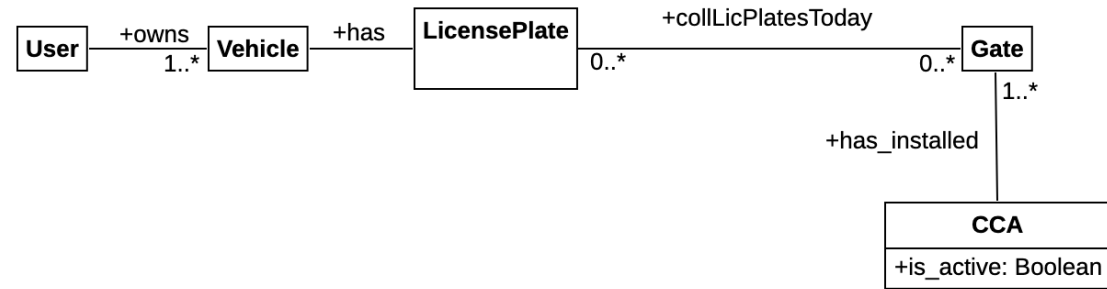 +collLicPlatesToday
User
+owns
1..*
Vehicle
+has
LicensePlate
0..*
0..*
Gate
1..*
+has_installed
CCA
+is_active: Boolean